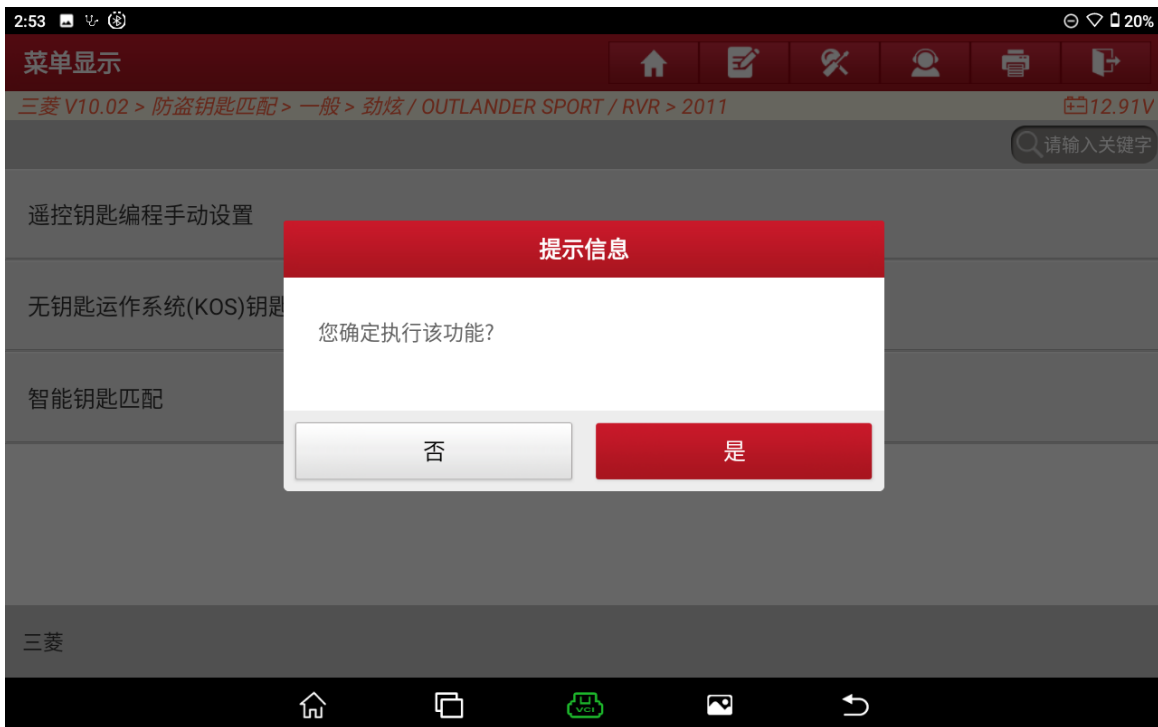 2:53
20%
菜单显示
三菱 V10.02 > 防盗钥匙匹配 > 一般 > 劲炫 / OUTLANDER SPORT / RVR > 2011
12.91V
请输入关键字
遥控钥匙编程手动设置
提示信息
无钥匙运作系统(KOS)钥匙
您确定执行该功能?
智能钥匙匹配
否
是
三菱
VCI